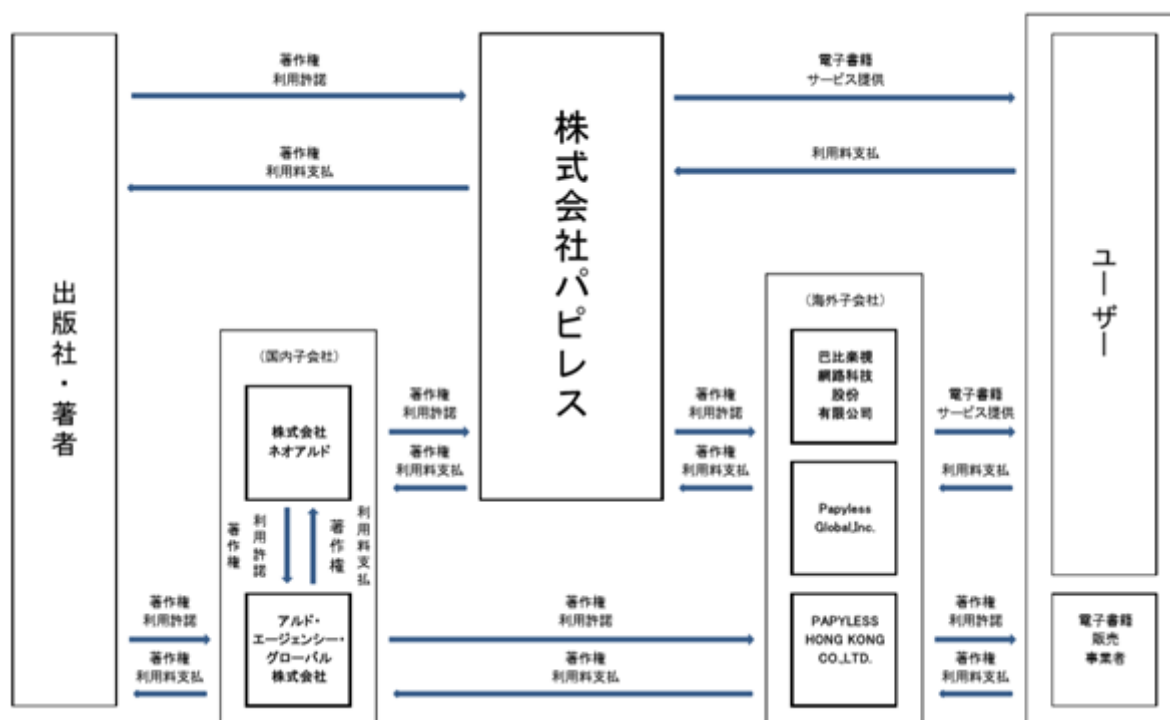 出版社・著者
著作権
利用許諾
著作権
利用料支払
株式会社パピレス
電子書籍
サービス提供
利用料支払
ユーザー
（国内子会社）
株式会社
ネオアルド
著作権
利用許諾
著作権
利用料支払
アルド・
エージェンシー・
グローバル
株式会社
著作権
利用許諾
著作権
利用料支払
著作権
利用許諾
著作権
利用料支払
著作権
利用許諾
著作権
利用料支払
（海外子会社）
巴比楽視
網路科技
股份
有限公司
Papyless
Global,Inc.
PAPYLESS
HONG KONG
CO.,LTD.
著作権
利用許諾
著作権
利用料支払
電子書籍
サービス提供
利用料支払
著作権
利用許諾
著作権
利用料支払
電子書籍
販売
事業者